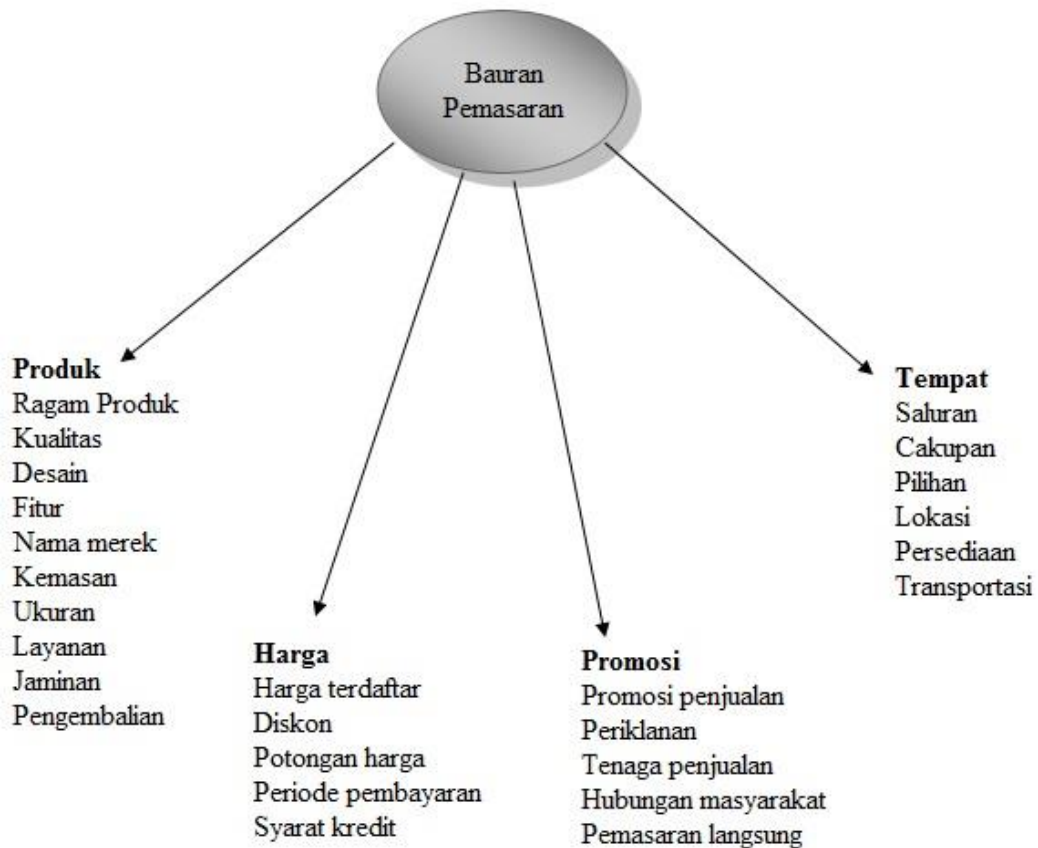 Bauran
Pemasaran
Produk
Ragam Produk
Kualitas
Desain
Fitur
Nama merek
Kemasan
Ukuran
Layanan
Jaminan
Pengembalian
Harga
Harga terdaftar
Diskon
Potongan harga
Periode pembayaran
Syarat kredit
Promosi
Promosi penjualan
Periklanan
Tenaga penjualan
Hubungan masyarakat
Pemasaran langsung
Tempat
Saluran
Cakupan
Pilihan
Lokasi
Persediaan
Transportasi